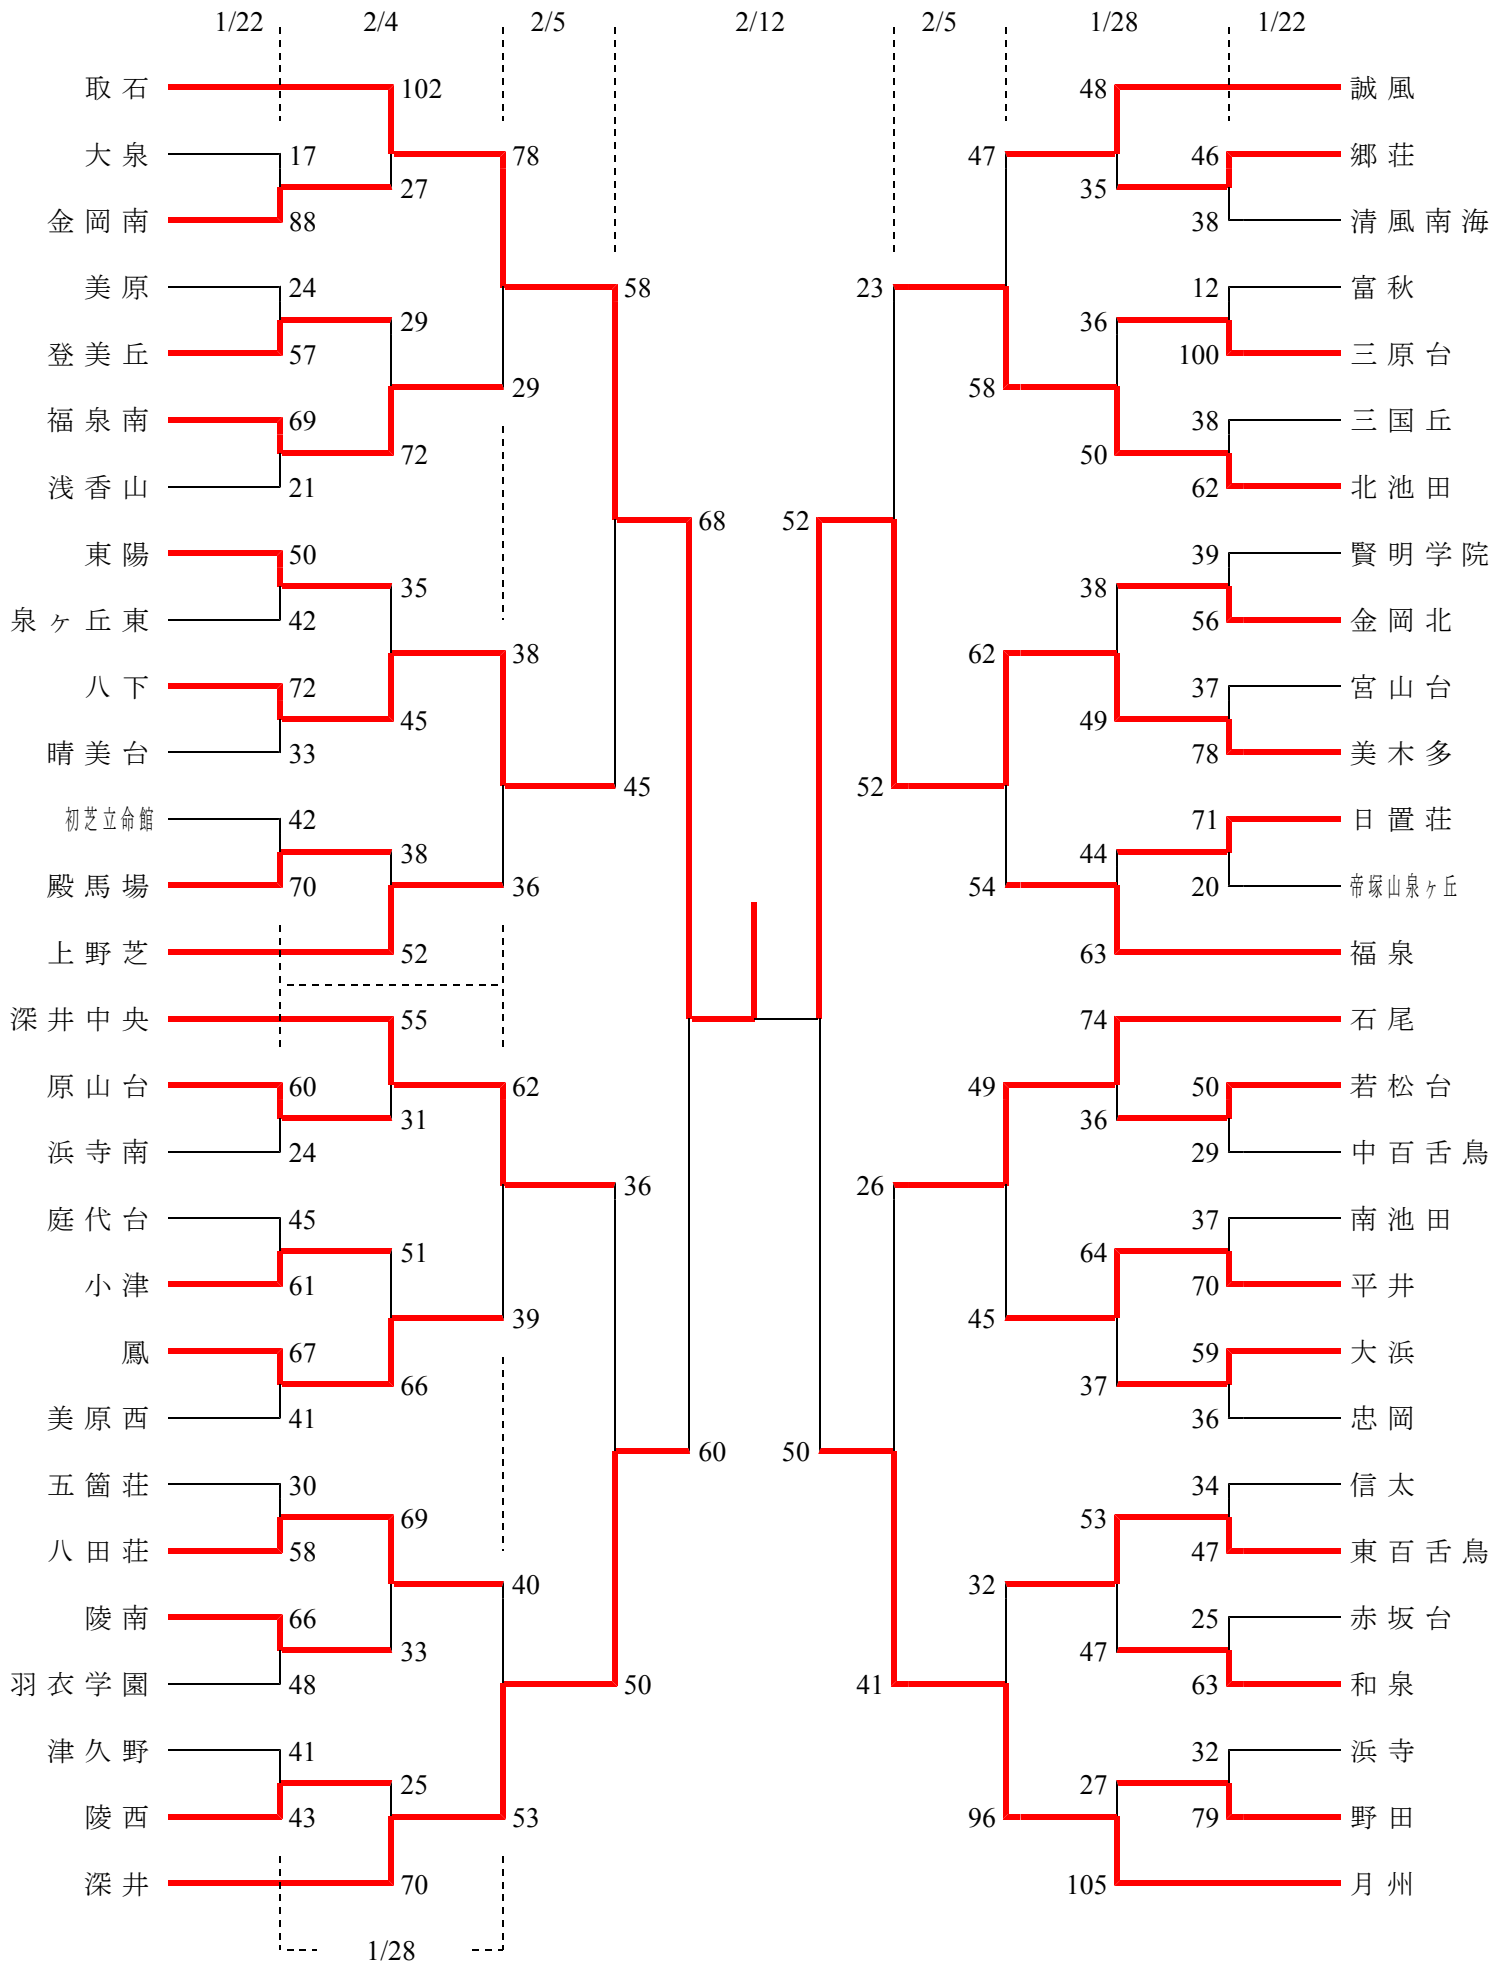 1/22 2/4 2/5 2/12 2/5 1/28 1/22
取石 102 48 誠風
大泉 17 78 47 46 郷荘
27 35
金岡南 88 38 清風南海
美原 24 58 23 12 富秋
29 36
登美丘 57 100 三原台
29 58
福泉南 69 38 三国丘
72 50
浅香山 21 62 北池田
68 52
東陽 50 39 賢明学院
35 38
泉ヶ丘東 42 56 金岡北
38 62
八下 72 37 宮山台
45 49
晴美台 33 78 美木多
45 52
初芝立命館 42 71 日置荘
38 44
殿馬場 70 36 54 20 帝塚山泉ヶ丘
上野芝 52 63 福泉
深井中央 55 74 石尾
原山台 60 62 49 50 若松台
31 36
浜寺南 24 29 中百舌鳥
36 26
庭代台 45 37 南池田
51 64
小津 61 70 平井
39 45
鳳 67 59 大浜
66 37
美原西 41 36 忠岡
60 50
五箇荘 30 34 信太
69 53
八田荘 58 47 東百舌鳥
40 32
陵南 66 25 赤坂台
33 47
羽衣学園 48 50 41 63 和泉
津久野 41 32 浜寺
25 27
陵西 43 53 96 79 野田
深井 70 105 月州
1/28